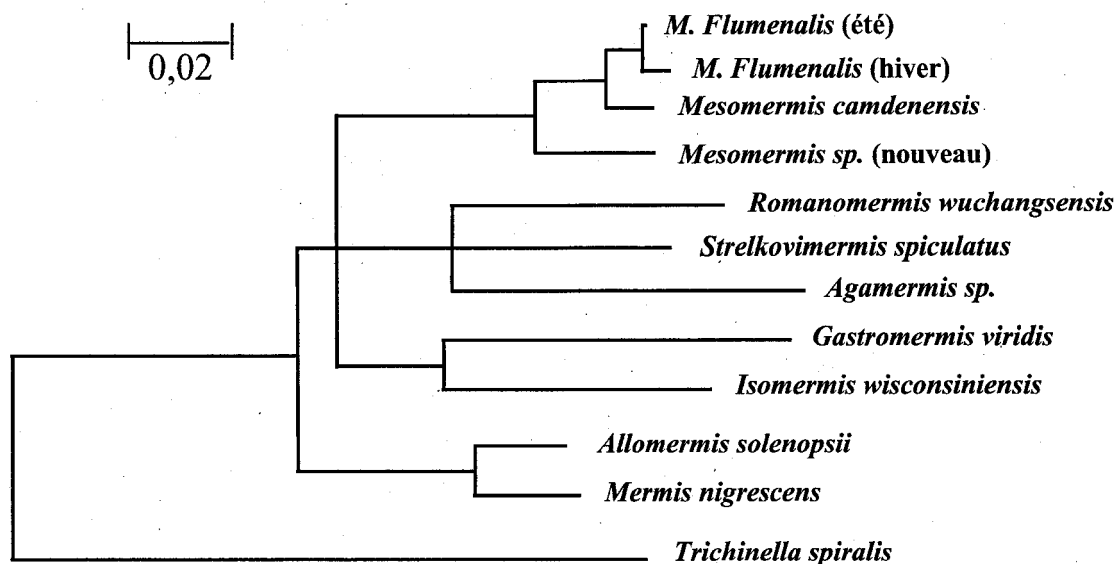 M. Flumenalis (été)
0,02
M. Flumenalis (hiver)
Mesomermis camdenensis
Mesomermis sp. (nouveau)
Romanomermis wuchangsensis
Strelkovimermis spiculatus
Agamermis sp.
Gastromermis viridis
Isomermis wisconsiniensis
Allomermis solenopsii
Mermis nigrescens
Trichinella spiralis